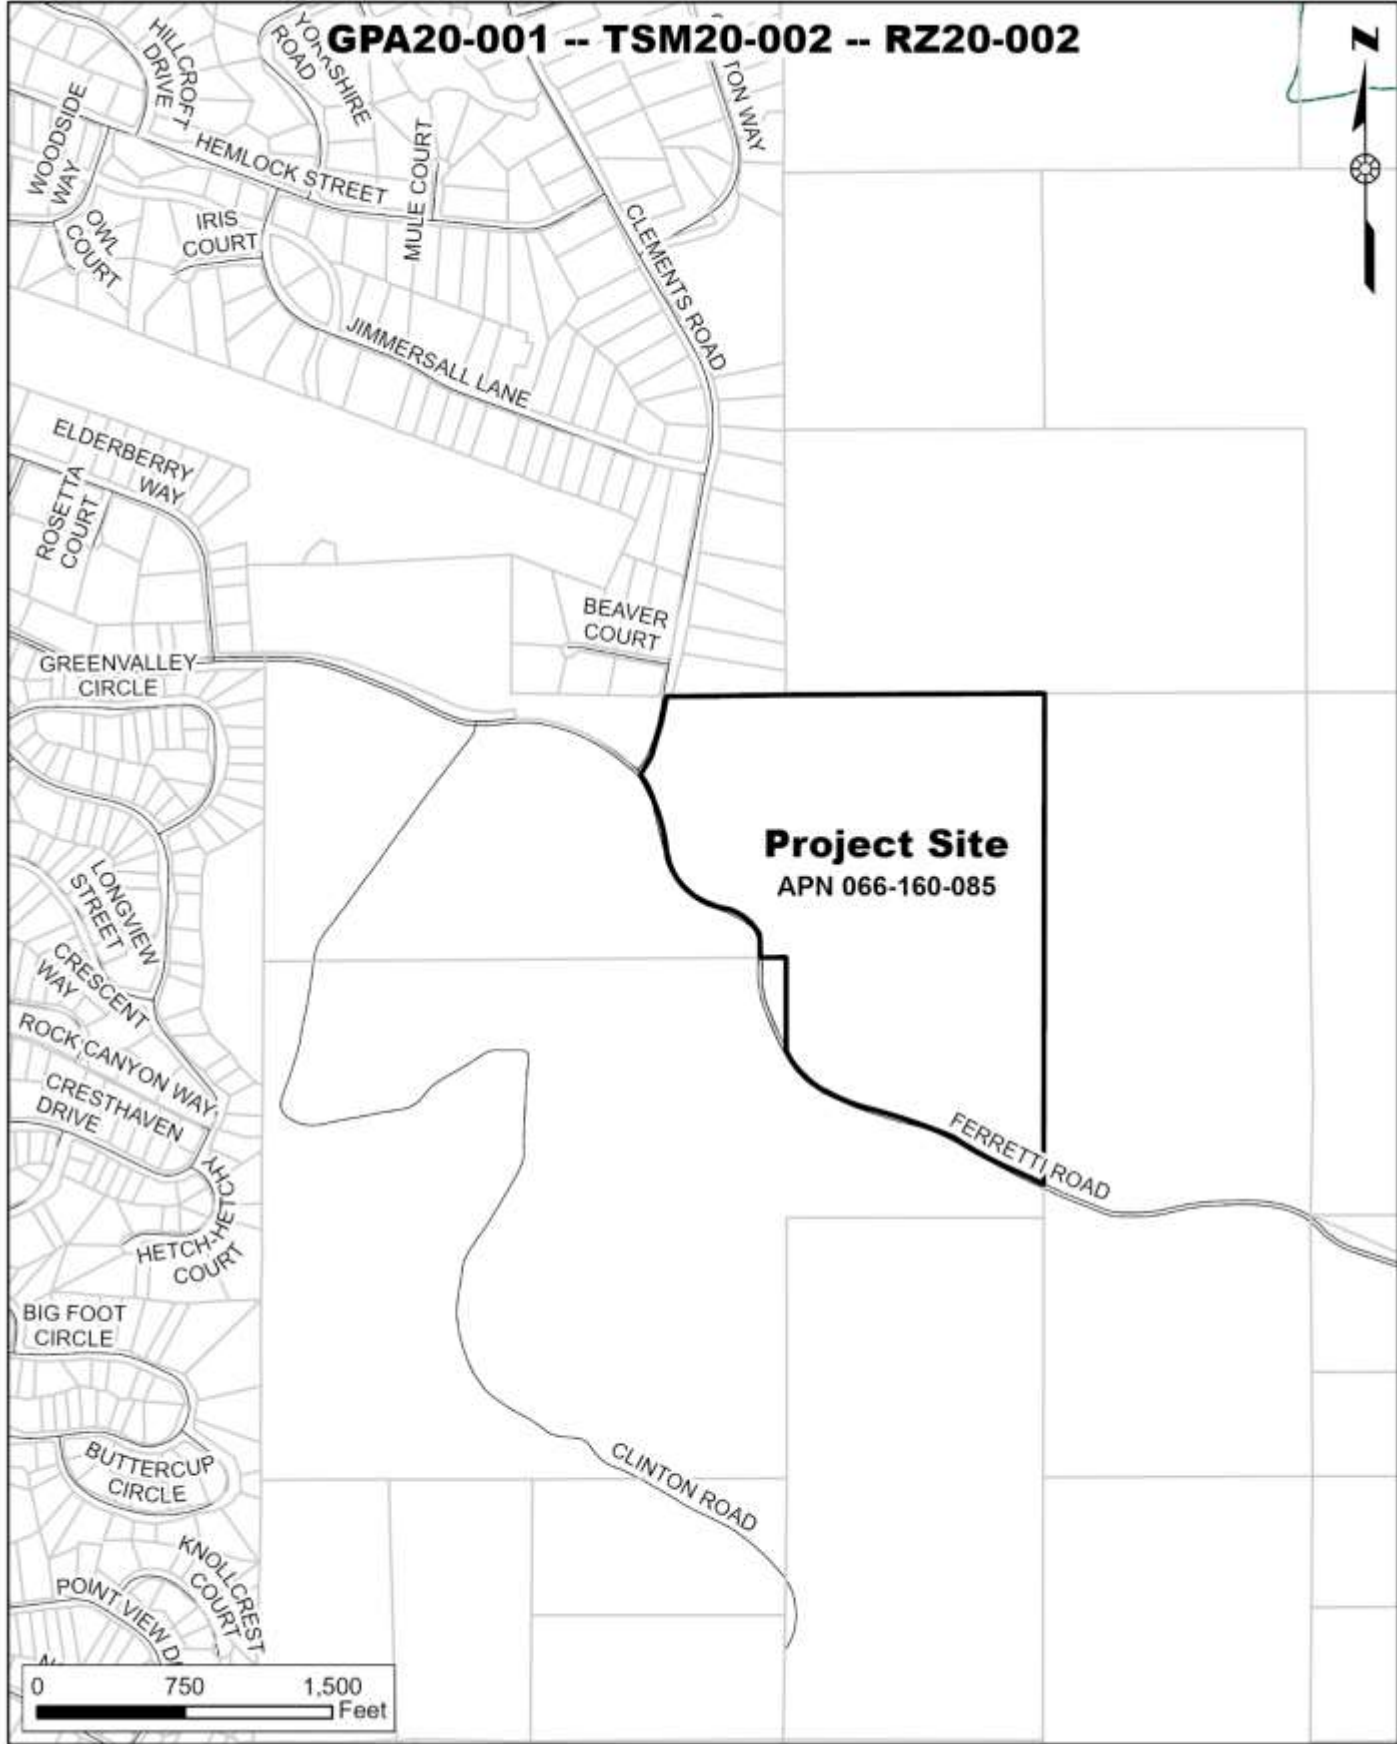 GPA20-001 -- TSM20-002 -- RZ20-002
N
HILLCROFT
DRIVE
YORKSHIRE
ROAD
TON WAY
WOODSIDE
WAY
HEMLOCK STREET
MULE COURT
OWL
COURT
IRIS
COURT
CLEMENTS ROAD
JIMMERSALL LANE
ELDERBERRY
WAY
ROSETTA
COURT
BEAVER
COURT
GREENVALLEY
CIRCLE
Project Site
APN 066-160-085
LONGVIEW
STREET
CRESCENT
WAY
ROCK CANYON WAY
CRESTHAVEN
DRIVE
FERRETTI ROAD
HETCH-HETCHY
COURT
BIG FOOT
CIRCLE
BUTTERCUP
CIRCLE
CLINTON ROAD
KNOLLCREST
COURT
POINT VIEW
0 750 1,500
Feet